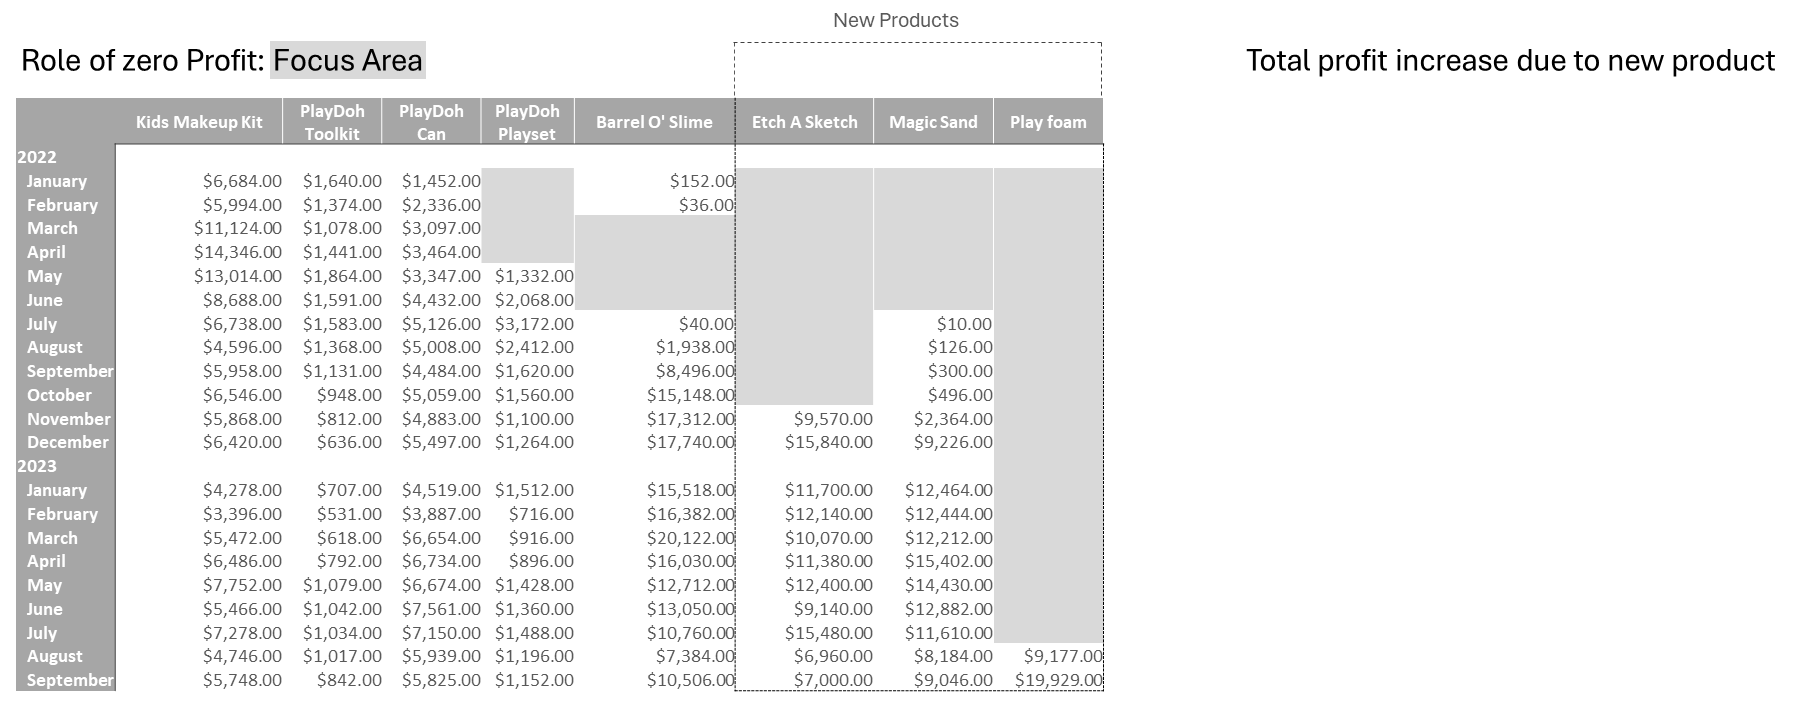 New Products
Role of zero Profit: Focus Area
Total profit increase due to new product
Kids Makeup Kit PlayDoh Toolkit PlayDoh Can PlayDoh Playset Barrel O' Slime Etch A Sketch Magic Sand Play foam
2022
January $6,684.00 $1,640.00 $1,452.00 $152.00
February $5,994.00 $1,374.00 $2,336.00 $36.00
March $11,124.00 $1,078.00 $3,097.00
April $14,346.00 $1,441.00 $3,464.00
May $13,014.00 $1,864.00 $3,347.00 $1,332.00
June $8,688.00 $1,591.00 $4,432.00 $2,068.00
July $6,738.00 $1,583.00 $5,126.00 $3,172.00 $40.00 $10.00
August $4,596.00 $1,368.00 $5,008.00 $2,412.00 $1,938.00 $126.00
September $5,958.00 $1,131.00 $4,484.00 $1,620.00 $8,496.00 $300.00
October $6,546.00 $948.00 $5,059.00 $1,560.00 $15,148.00 $496.00
November $5,868.00 $812.00 $4,883.00 $1,100.00 $17,312.00 $9,570.00 $2,364.00
December $6,420.00 $636.00 $5,497.00 $1,264.00 $17,740.00 $15,840.00 $9,226.00
2023
January $4,278.00 $707.00 $4,519.00 $1,512.00 $15,518.00 $11,700.00 $12,464.00
February $3,396.00 $531.00 $3,887.00 $716.00 $16,382.00 $12,140.00 $12,444.00
March $5,472.00 $618.00 $6,654.00 $916.00 $20,122.00 $10,070.00 $12,212.00
April $6,486.00 $792.00 $6,734.00 $896.00 $16,030.00 $11,380.00 $15,402.00
May $7,752.00 $1,079.00 $6,674.00 $1,428.00 $12,712.00 $12,400.00 $14,430.00
June $5,466.00 $1,042.00 $7,561.00 $1,360.00 $13,050.00 $9,140.00 $12,882.00
July $7,278.00 $1,034.00 $7,150.00 $1,488.00 $10,760.00 $15,480.00 $11,610.00
August $4,746.00 $1,017.00 $5,939.00 $1,196.00 $7,384.00 $6,960.00 $8,184.00 $9,177.00
September $5,748.00 $842.00 $5,825.00 $1,152.00 $10,506.00 $7,000.00 $9,046.00 $19,929.00